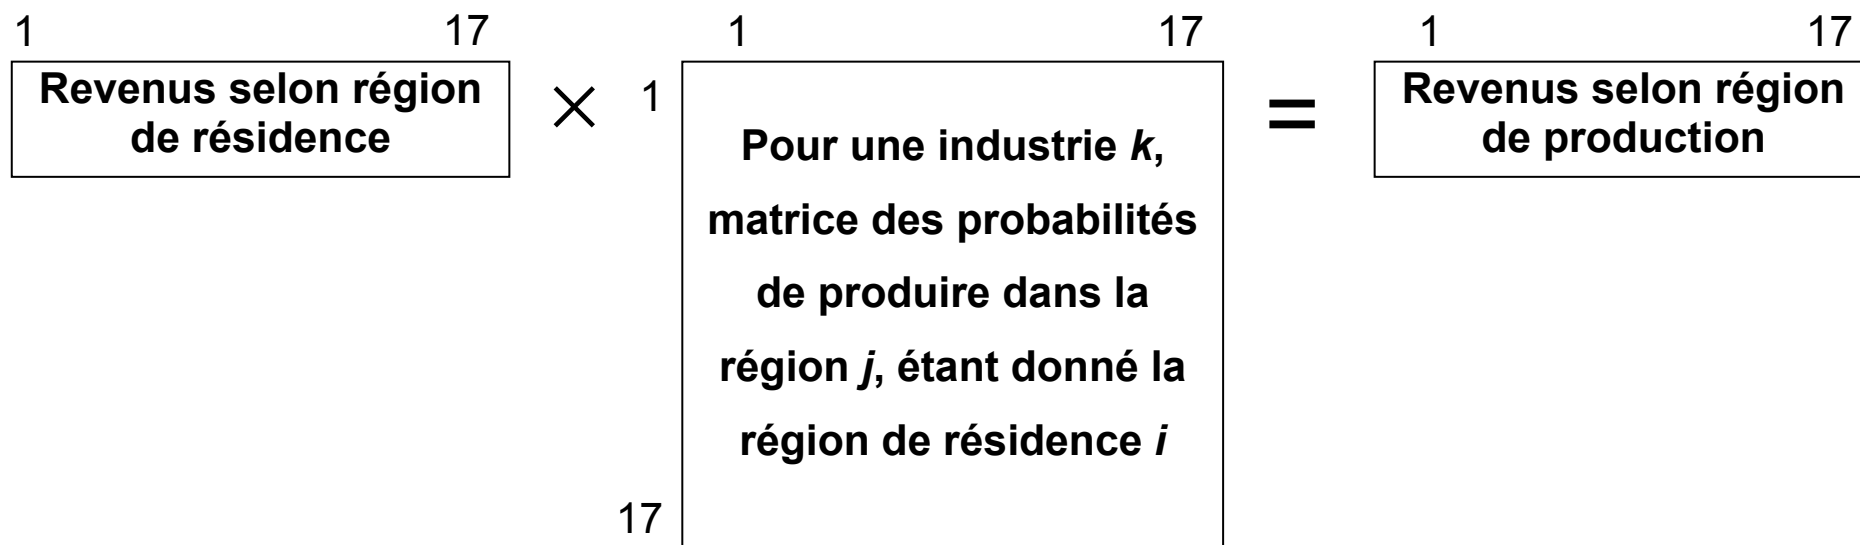 1 17 1 17 1 17
Revenus selon région
de résidence
×
1
Pour une industrie k,
matrice des probabilités
de produire dans la
région j, étant donné la
région de résidence i
17
=
Revenus selon région
de production